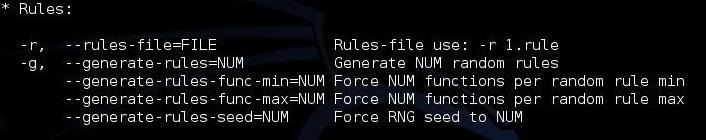 * Rules:
-r,  --rules-file=FILE              Rules-file use: -r 1.rule
-g,  --generate-rules=NUM           Generate NUM random rules
     --generate-rules-func-min=NUM Force NUM functions per random rule min
     --generate-rules-func-max=NUM Force NUM functions per random rule max
     --generate-rules-seed=NUM      Force RNG seed to NUM